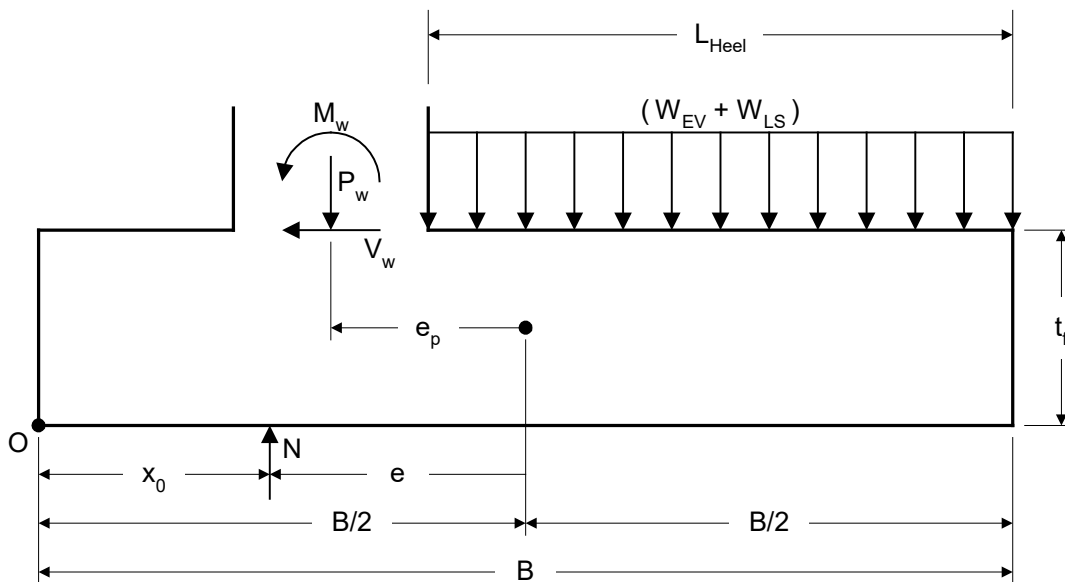 L_Heel
( W_EV + W_LS )
M_w
P_w
V_w
e_p
t_f
O
N
x_0
e
B/2
B/2
B